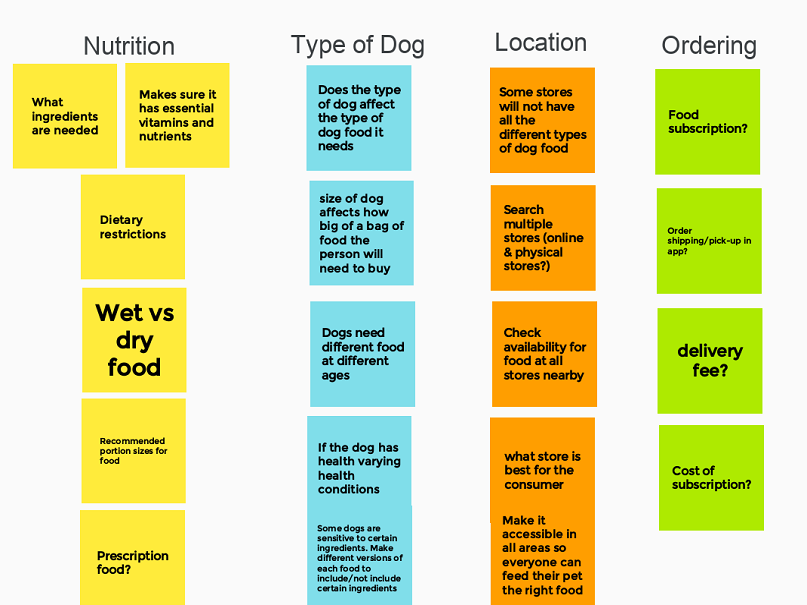 Nutrition
Type of Dog
Location
Ordering
What
ingredients
are needed
Makes sure it
has essential
vitamins and
nutrients
Dietary
restrictions
Wet vs
dry
food
Recommended
portion sizes for
food
Prescription
food?
Does the type
of dog affect
the type of
dog food it
needs
size of dog
affects how
big of a bag of
food the
person will
need to buy
Dogs need
different food
at different
ages
If the dog has
health varying
health
conditions
Some dogs are
sensitive to certain
ingredients. Make
different versions of
each food to
include/not include
certain ingredients
Some stores
will not have
all the
different types
of dog food
Search
multiple
stores (online
& physical
stores?)
Check
availability for
food at all
stores nearby
what store is
best for the
consumer
Make it
accessible in
all areas so
everyone can
feed their pet
the right food
Food
subscription?
Order
shipping/pick-up in
app?
delivery
fee?
Cost of
subscription?